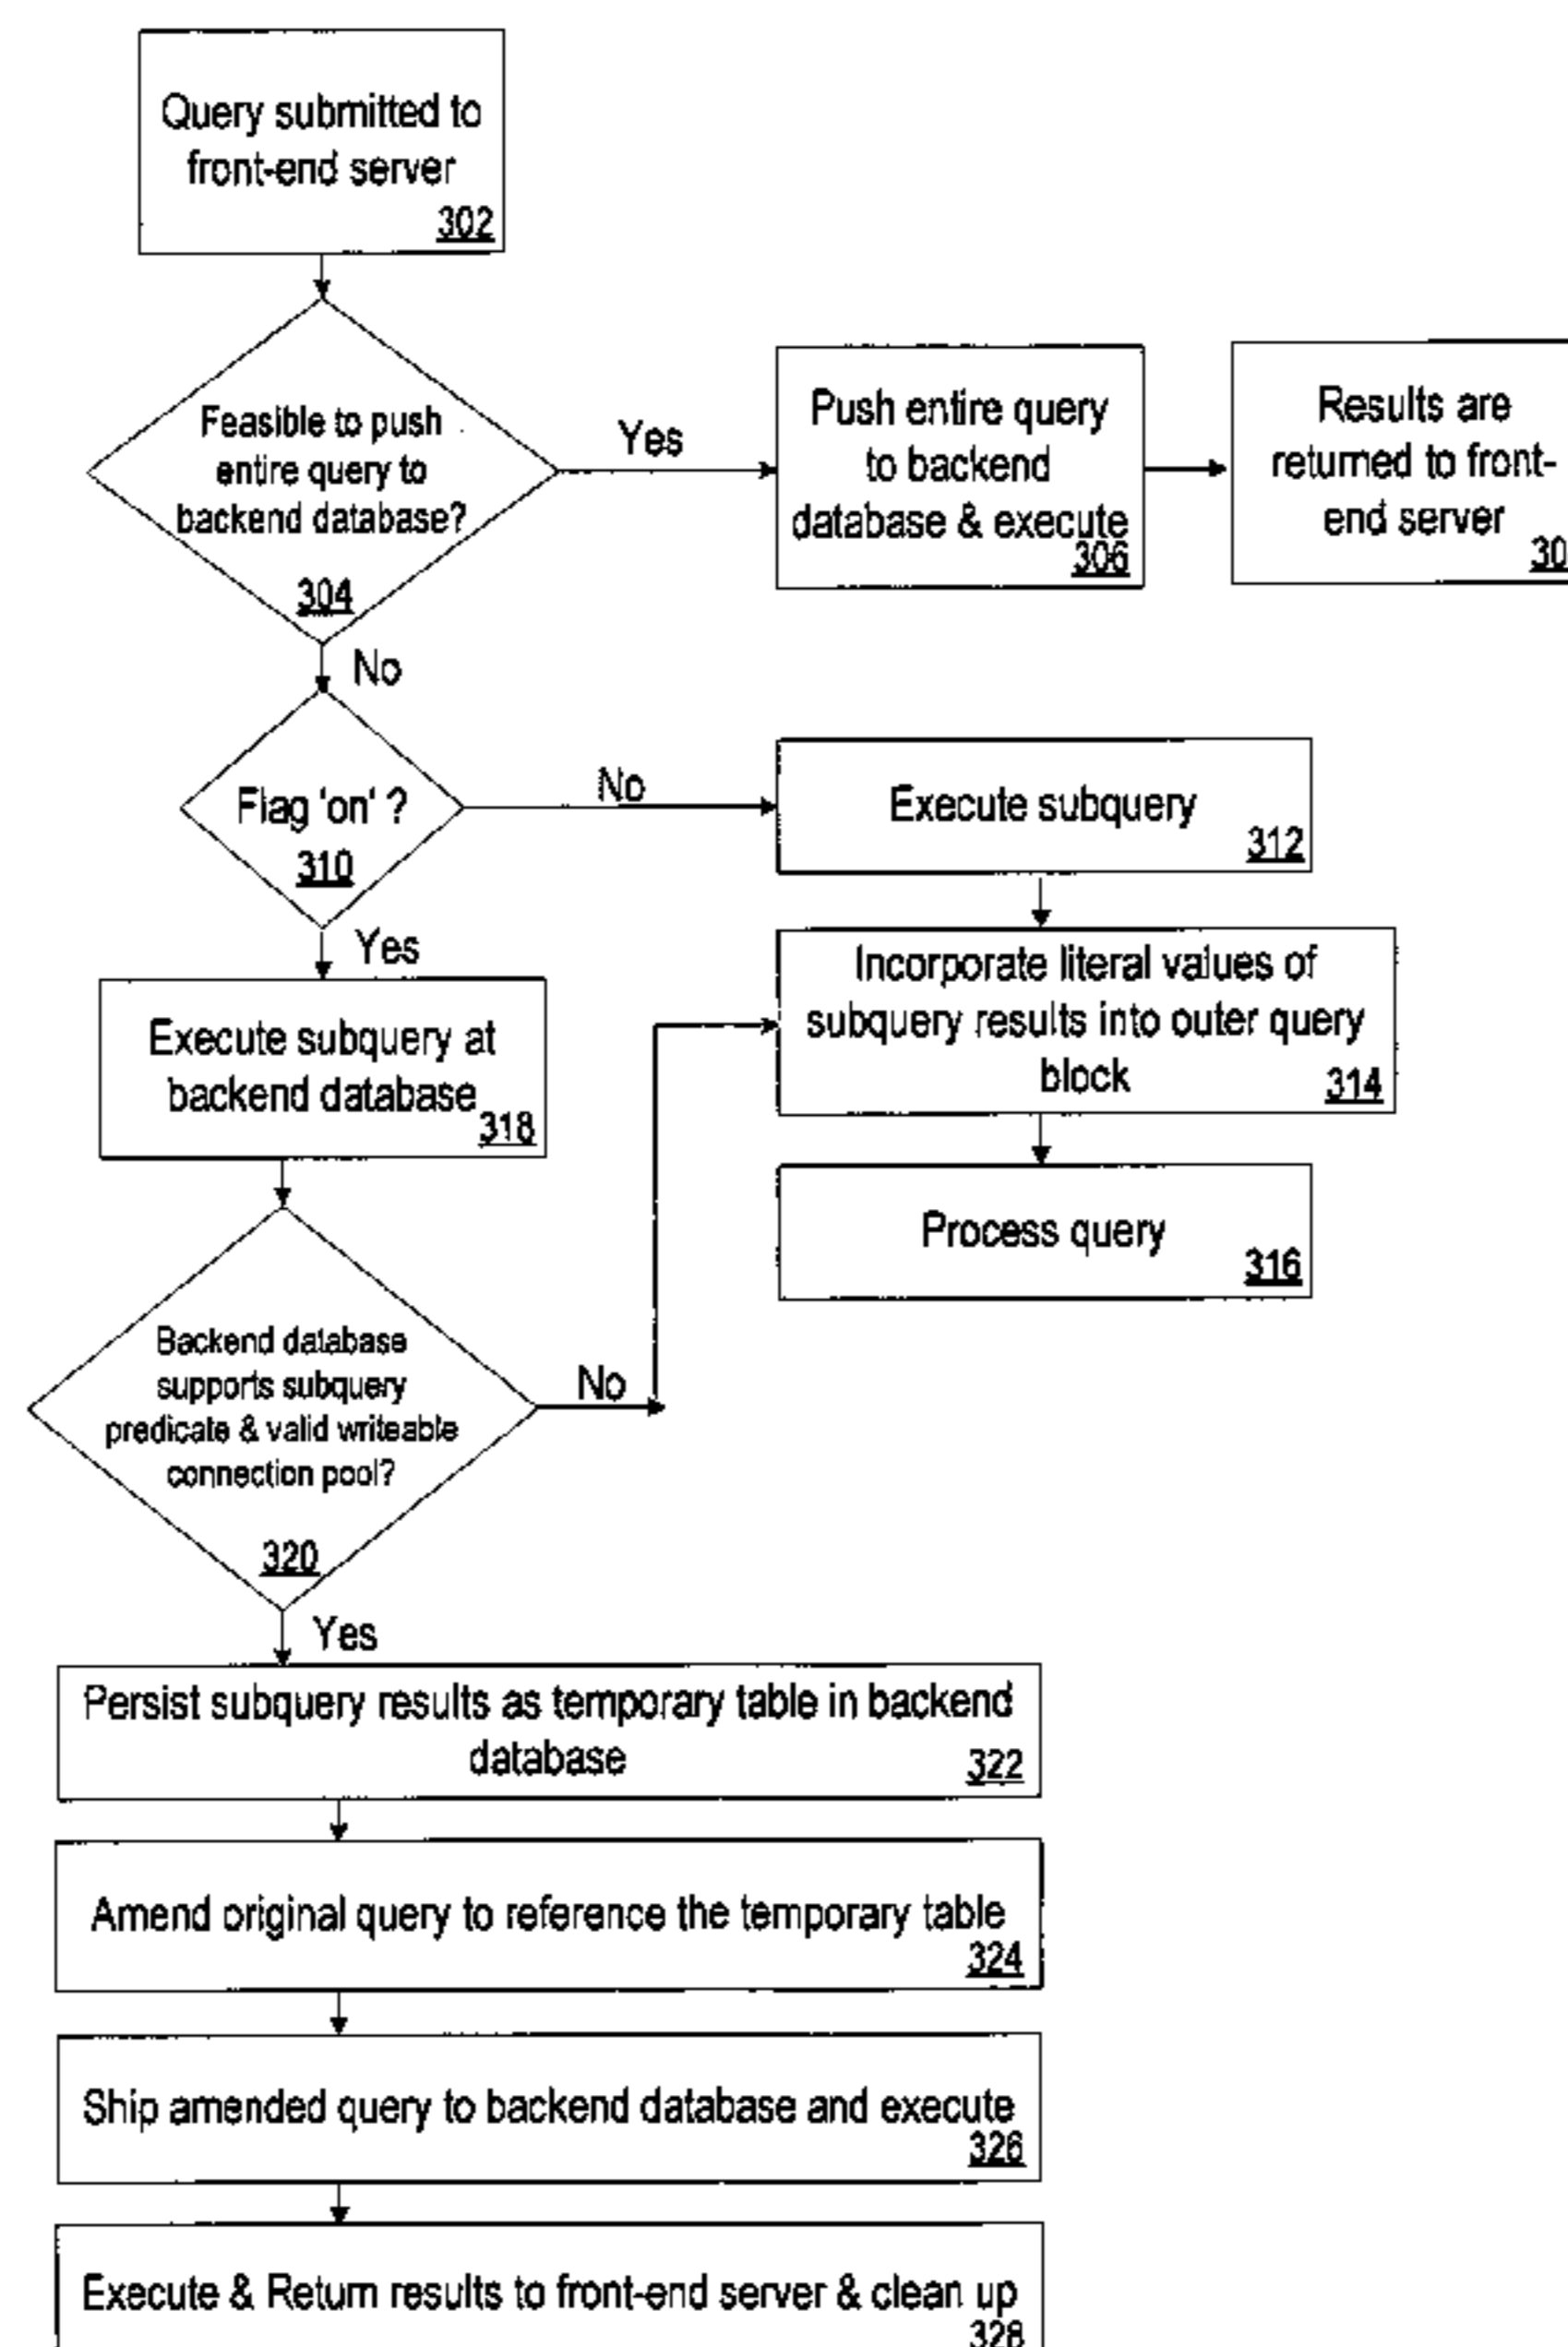 Query submitted to
front-end server
302
Feasible to push
entire query to
backend database?
304
Yes
Push entire query
to backend
database & execute
306
Results are
returned to front-
end server
30
No
Flag 'on' ?
310
No
Execute subquery
312
Yes
Incorporate literal values of
subquery results into outer query
block
314
Execute subquery at
backend database
318
Process query
316
Backend database
supports subquery
predicate & valid writeable
connection pool?
320
No
Yes
Persist subquery results as temporary table in backend
database
322
Amend original query to reference the temporary table
324
Ship amended query to backend database and execute
326
Execute & Return results to front-end server & clean up
328